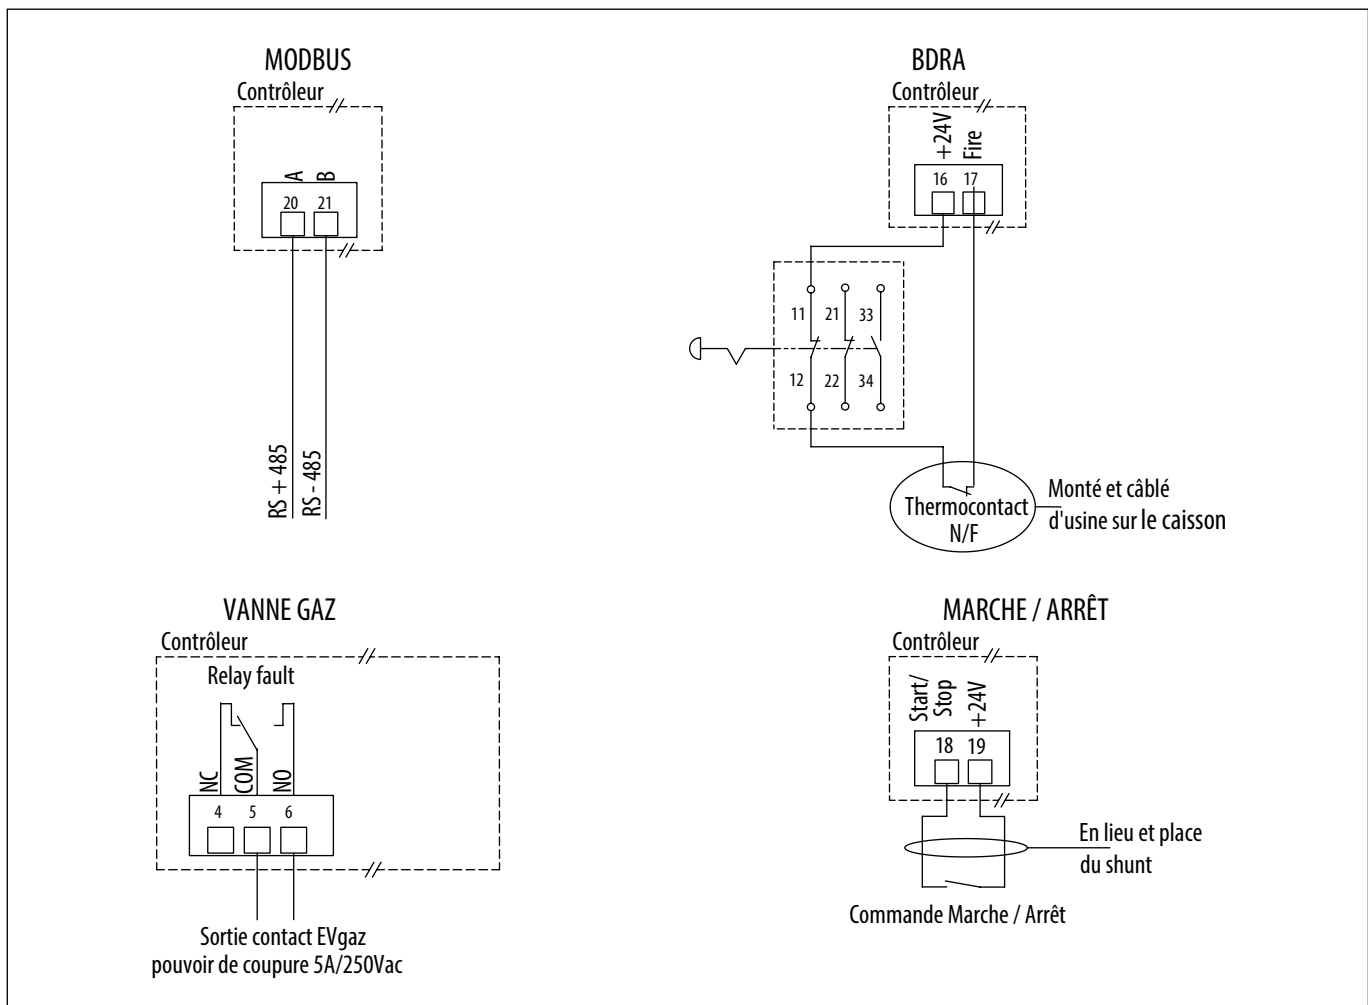 MODBUS
Contrôleur
A
B
20
21
RS + 485
RS - 485
BDRA
Contrôleur
+24V
Fire
16
17
11
21
33
12
22
34
Thermocontact
N/F
Monté et câblé
d'usine sur le caisson
VANNE GAZ
Contrôleur
Relay fault
NC
COM
NO
4
5
6
Sortie contact EVgaz
pouvoir de coupure 5A/250Vac
MARCHE / ARRÊT
Contrôleur
Start/
Stop
+24V
18
19
En lieu et place
du shunt
Commande Marche / Arrêt